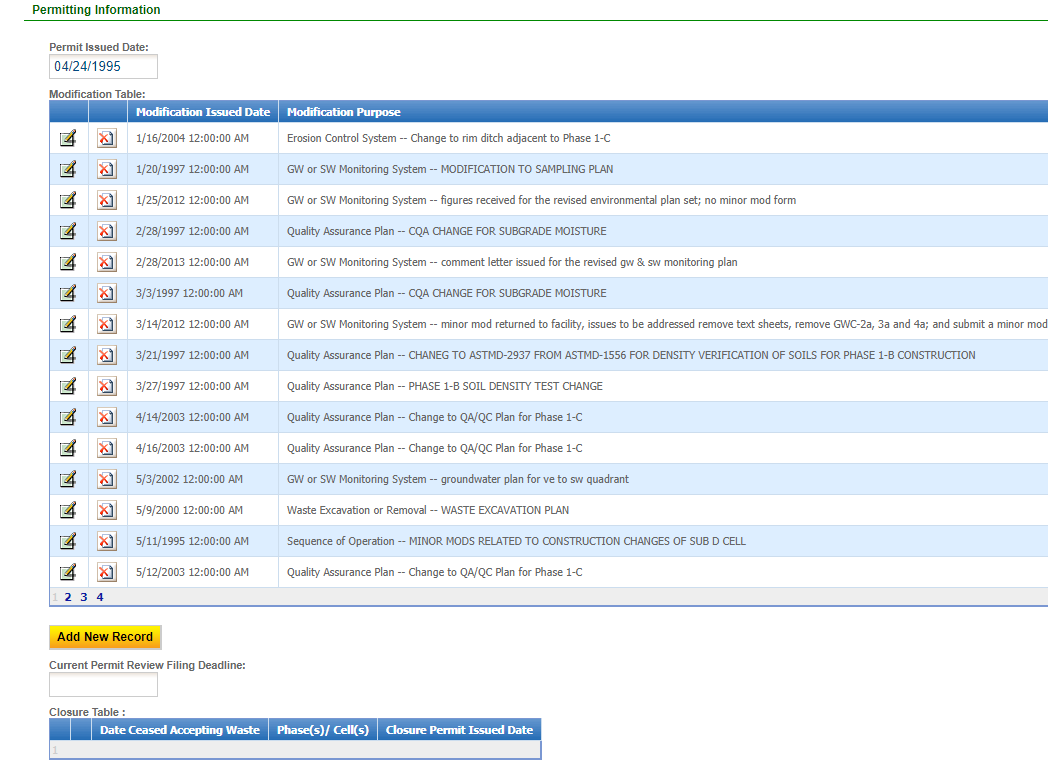 Permitting Information
Permit Issued Date:
04/24/1995
Modification Table:
Modification Issued Date Modification Purpose
1/16/2004 12:00:00 AM Erosion Control System -- Change to rim ditch adjacent to Phase 1-C
1/20/1997 12:00:00 AM GW or SW Monitoring System -- MODIFICATION TO SAMPLING PLAN
1/25/2012 12:00:00 AM GW or SW Monitoring System -- figures received for the revised environmental plan set; no minor mod form
2/28/1997 12:00:00 AM Quality Assurance Plan -- CQA CHANGE FOR SUBGRADE MOISTURE
2/28/2013 12:00:00 AM GW or SW Monitoring System -- comment letter issued for the revised gw & sw monitoring plan
3/3/1997 12:00:00 AM Quality Assurance Plan -- CQA CHANGE FOR SUBGRADE MOISTURE
3/14/2012 12:00:00 AM GW or SW Monitoring System -- minor mod returned to facility, issues to be addressed remove text sheets, remove GWC-2a, 3a and 4a; and submit a minor mod
3/21/1997 12:00:00 AM Quality Assurance Plan -- CHANEG TO ASTMD-2937 FROM ASTMD-1556 FOR DENSITY VERIFICATION OF SOILS FOR PHASE 1-B CONSTRUCTION
3/27/1997 12:00:00 AM Quality Assurance Plan -- PHASE 1-B SOIL DENSITY TEST CHANGE
4/14/2003 12:00:00 AM Quality Assurance Plan -- Change to QA/QC Plan for Phase 1-C
4/16/2003 12:00:00 AM Quality Assurance Plan -- Change to QA/QC Plan for Phase 1-C
5/3/2002 12:00:00 AM GW or SW Monitoring System -- groundwater plan for ve to sw quadrant
5/9/2000 12:00:00 AM Waste Excavation or Removal -- WASTE EXCAVATION PLAN
5/11/1995 12:00:00 AM Sequence of Operation -- MINOR MODS RELATED TO CONSTRUCTION CHANGES OF SUB D CELL
5/12/2003 12:00:00 AM Quality Assurance Plan -- Change to QA/QC Plan for Phase 1-C
1 2 3 4
Add New Record
Current Permit Review Filing Deadline:
Closure Table :
Date Ceased Accepting Waste Phase(s)/ Cell(s) Closure Permit Issued Date
1